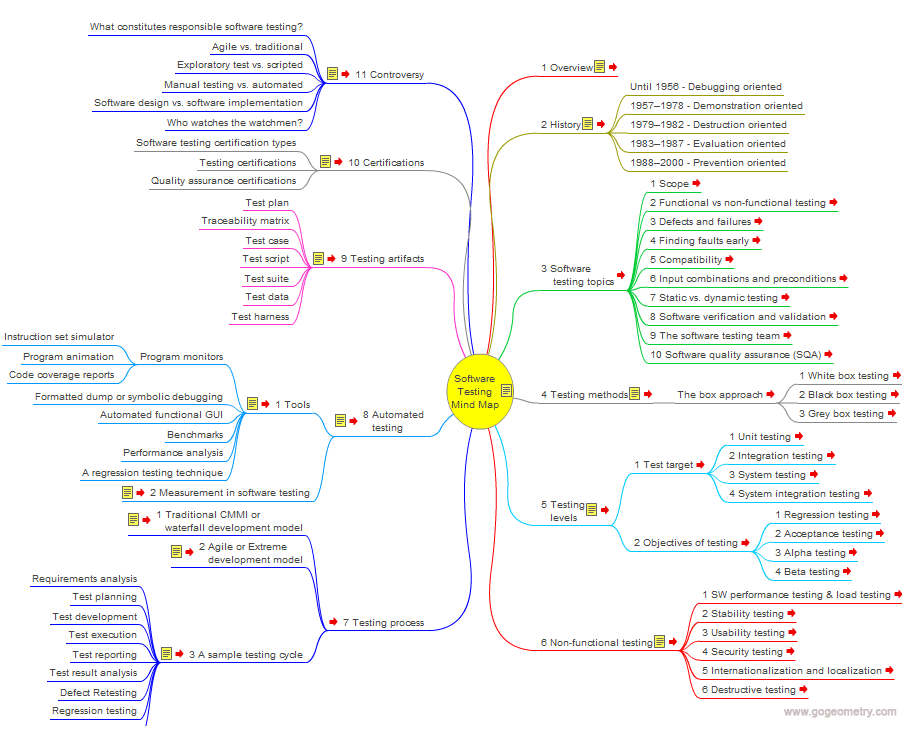 Software
Testing
Mind Map
1 Overview
2 History
Until 1956 - Debugging oriented
1957–1978 - Demonstration oriented
1979–1982 - Destruction oriented
1983–1987 - Evaluation oriented
1988–2000 - Prevention oriented
3 Software
testing topics
1 Scope
2 Functional vs non-functional testing
3 Defects and failures
4 Finding faults early
5 Compatibility
6 Input combinations and preconditions
7 Static vs. dynamic testing
8 Software verification and validation
9 The software testing team
10 Software quality assurance (SQA)
4 Testing methods
The box approach
1 White box testing
2 Black box testing
3 Grey box testing
5 Testing
levels
1 Test target
1 Unit testing
2 Integration testing
3 System testing
4 System integration testing
2 Objectives of testing
1 Regression testing
2 Acceptance testing
3 Alpha testing
4 Beta testing
6 Non-functional testing
1 SW performance testing & load testing
2 Stability testing
3 Usability testing
4 Security testing
5 Internationalization and localization
6 Destructive testing
7 Testing process
1 Traditional CMMI or
waterfall development model
2 Agile or Extreme
development model
3 A sample testing cycle
Requirements analysis
Test planning
Test development
Test execution
Test reporting
Test result analysis
Defect Retesting
Regression testing
8 Automated
testing
1 Tools
Program monitors
Instruction set simulator
Program animation
Code coverage reports
Formatted dump or symbolic debugging
Automated functional GUI
Benchmarks
Performance analysis
A regression testing technique
2 Measurement in software testing
9 Testing artifacts
Test plan
Traceability matrix
Test case
Test script
Test suite
Test data
Test harness
10 Certifications
Software testing certification types
Testing certifications
Quality assurance certifications
11 Controversy
What constitutes responsible software testing?
Agile vs. traditional
Exploratory test vs. scripted
Manual testing vs. automated
Software design vs. software implementation
Who watches the watchmen?
www.gogeometry.com